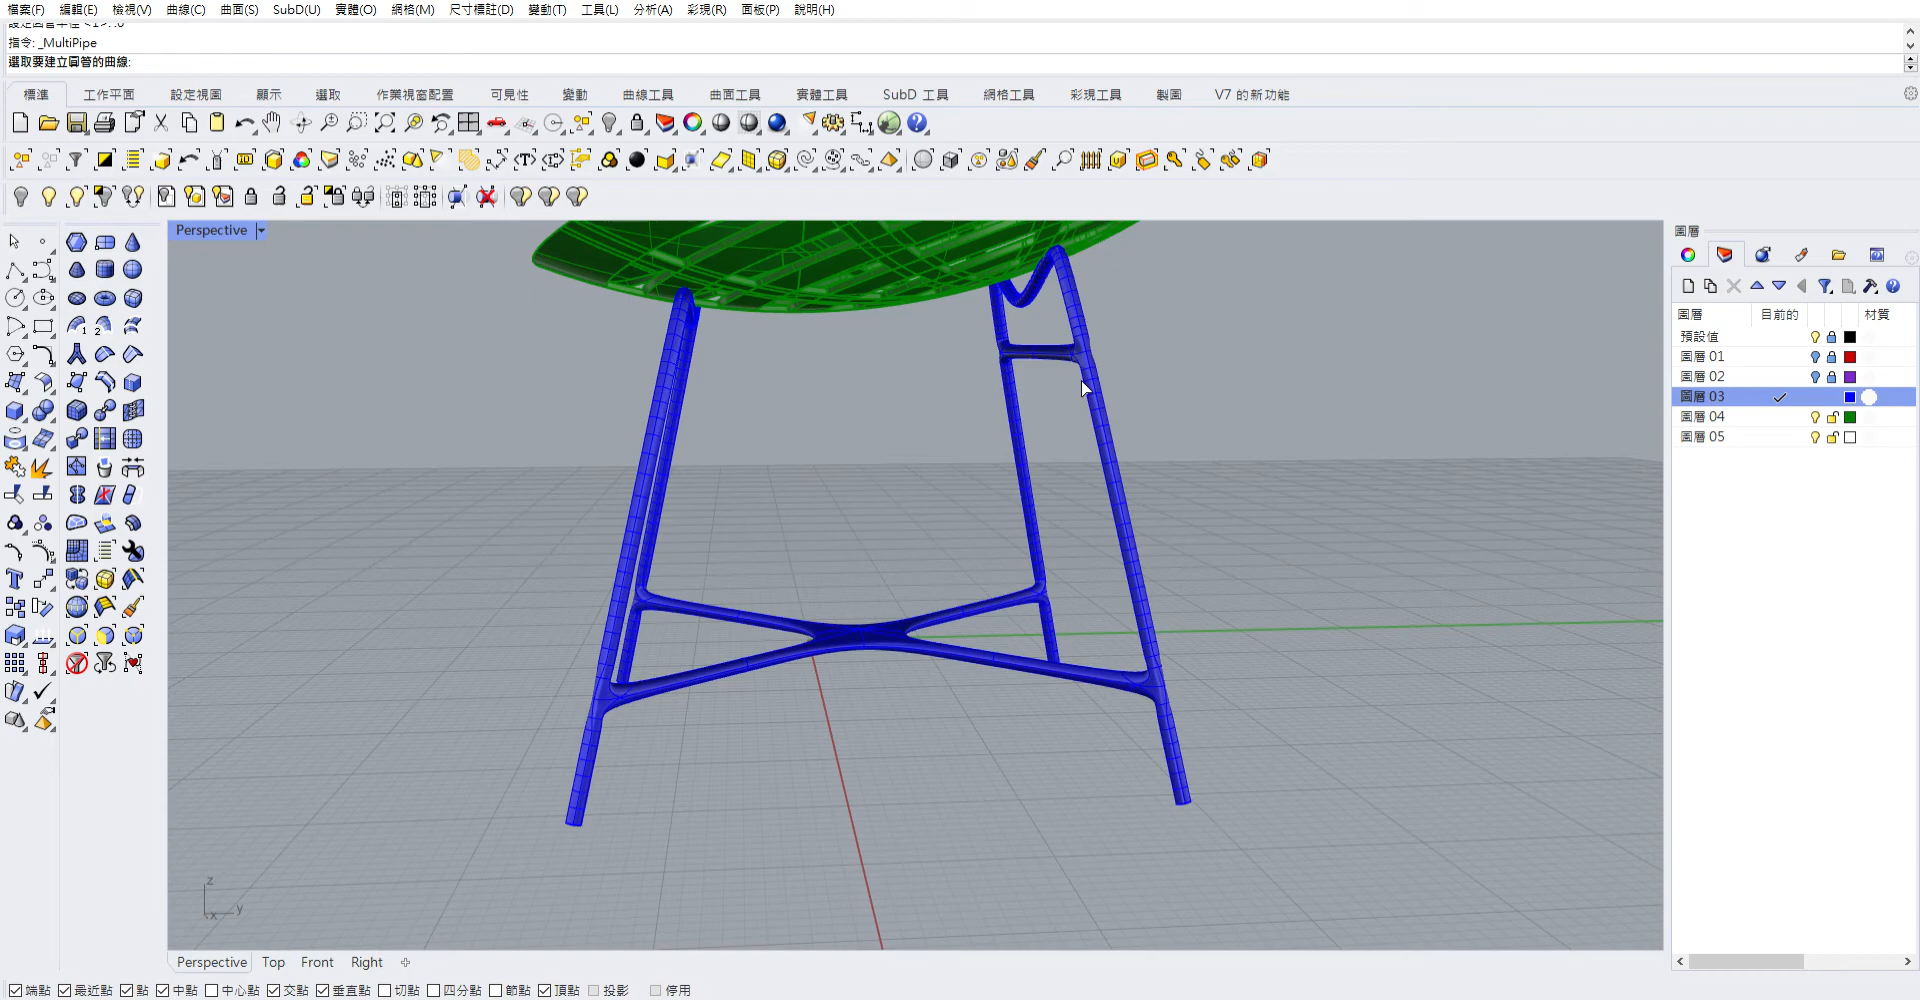 檔案(F) 編輯(E) 檢視(V) 曲線(C) 曲面(S) SubD(U) 實體(O) 網格(M) 尺寸標註(D) 變動(T) 工具(L) 分析(A) 彩現(R) 面板(P) 說明(H)
指令: _MultiPipe
選取要建立圓管的曲線:
標準 工作平面 設定視圖 顯示 選取 作業視窗配置 可見性 變動 曲線工具 曲面工具 實體工具 SubD 工具 網格工具 彩現工具 製圖 V7 的新功能
Perspective
圖層
圖層 目前的 材質
預設值
圖層 01
圖層 02
圖層 03
圖層 04
圖層 05
z
x y
Perspective Top Front Right
端點 最近點 點 中點 中心點 交點 垂直點 切點 四分點 節點 頂點 投影 停用